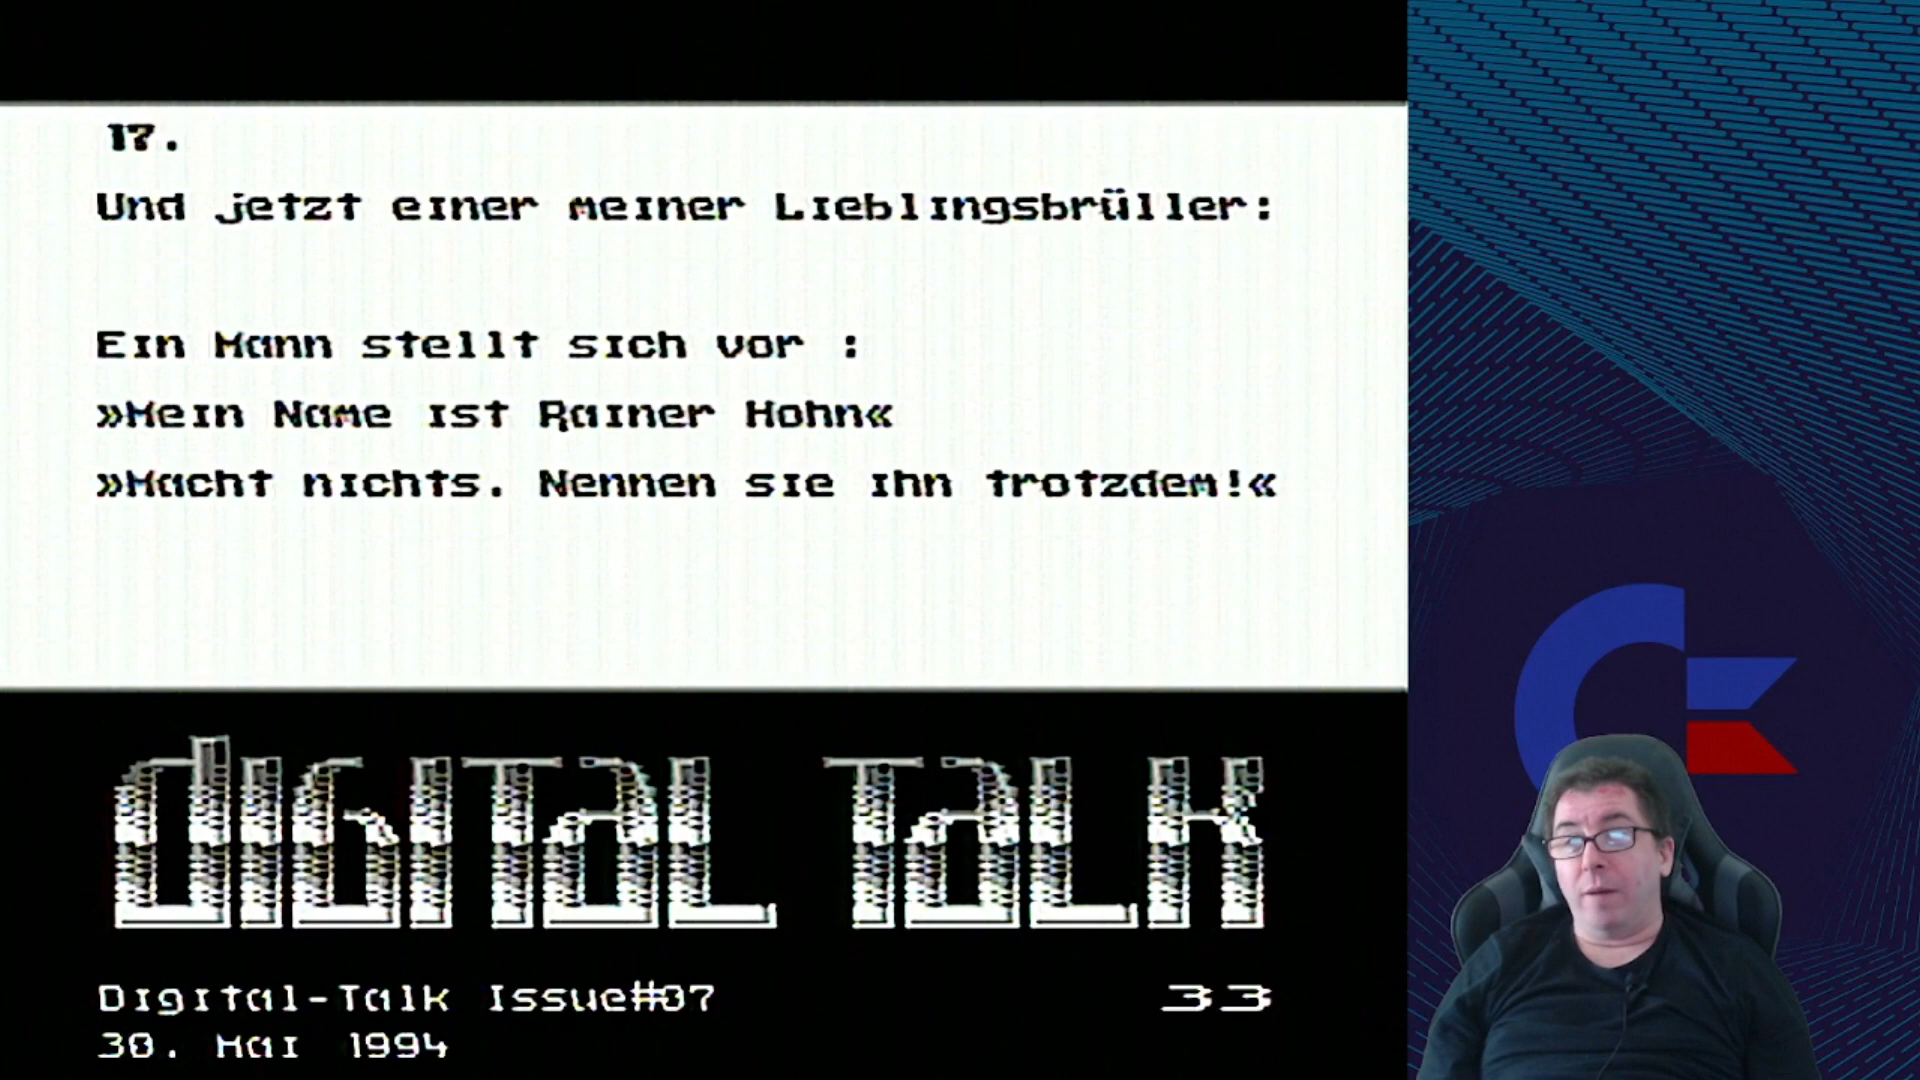 17.
Und jetzt einer meiner Lieblingsbrüller:
Ein Mann stellt sich vor :
»Mein Name ist Rainer Hohn«
»Macht nichts. Nennen sie ihn trotzdem!«
digital talk
Digital-Talk Issue#07
33
30. Mai 1994